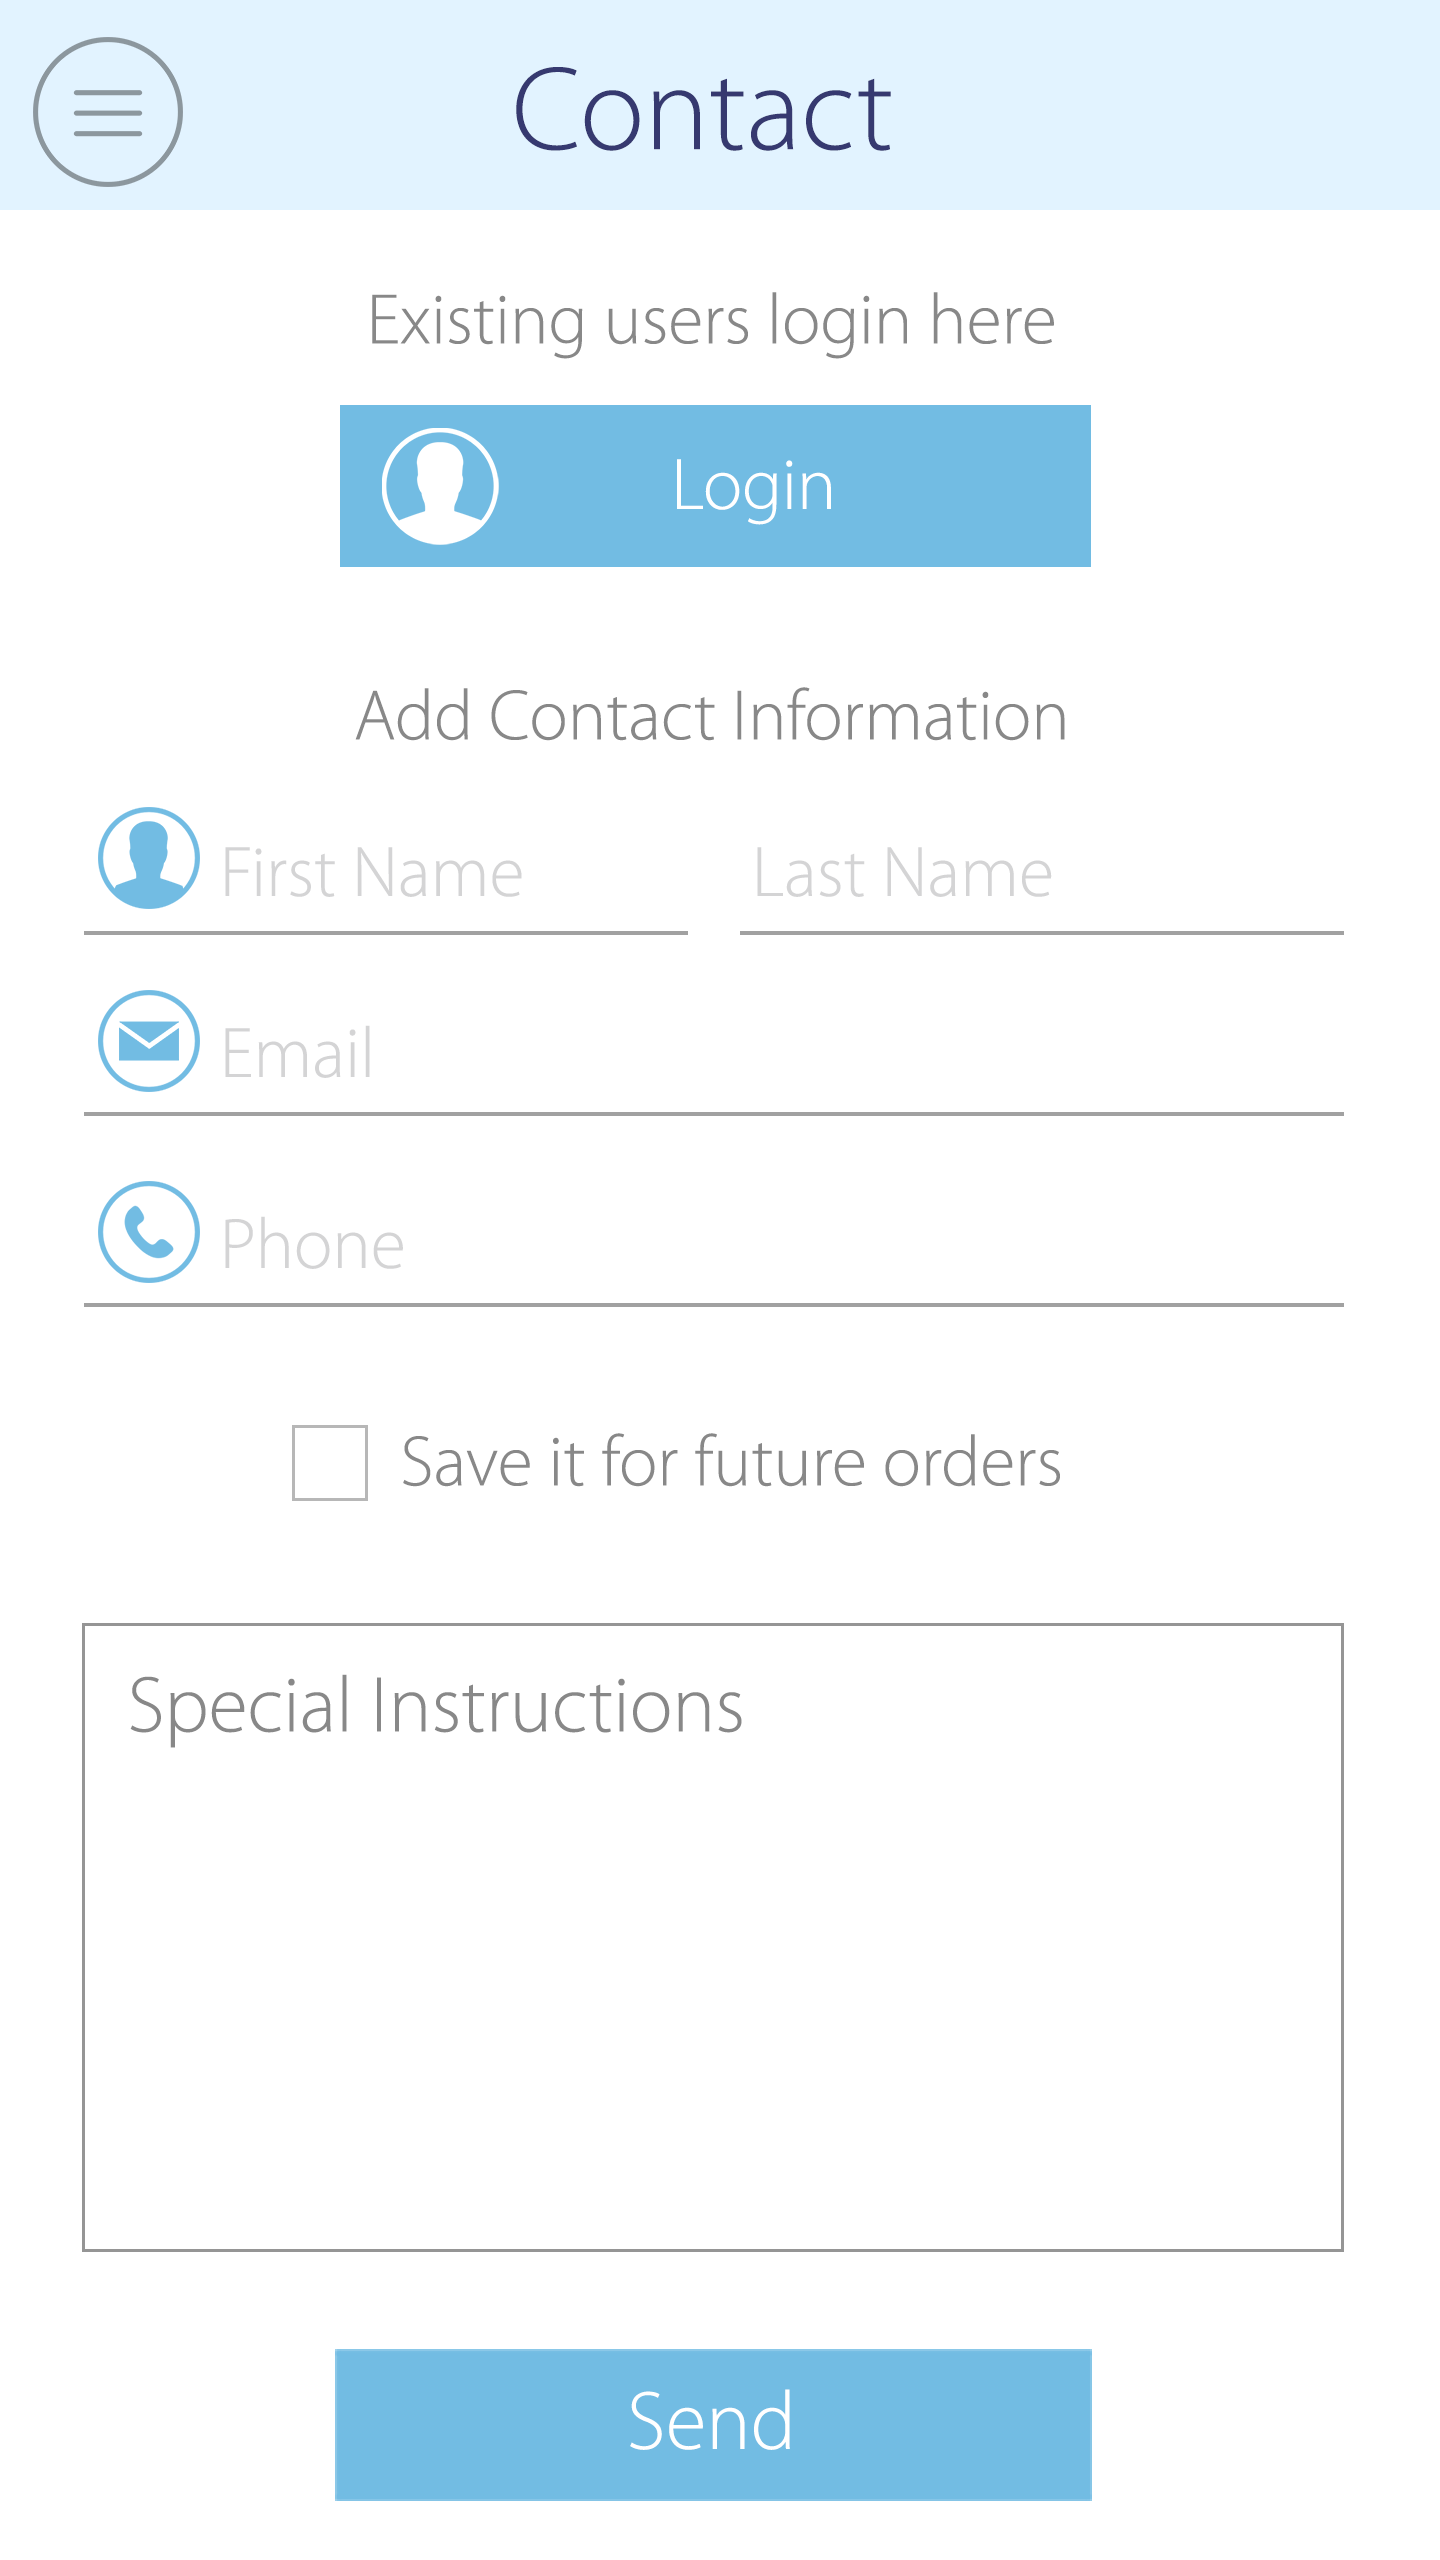 Contact
Existing users login here
Login
Add Contact Information
First Name Last Name
Email
Phone
Save it for future orders
Special Instructions
Send